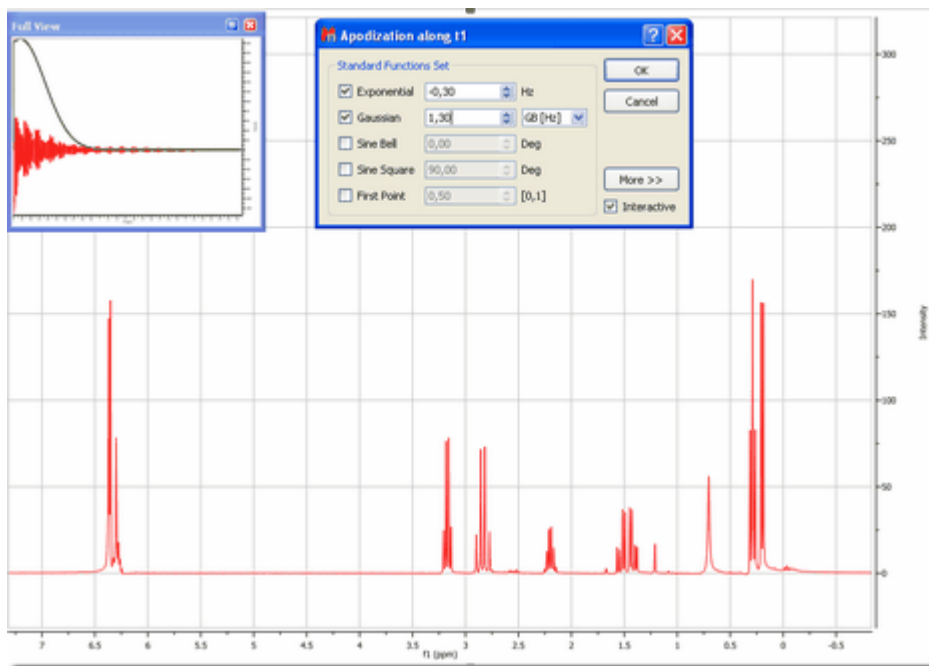 Full View
Apodization along t1
Standard Functions Set
Exponential -0,30 Hz
Gaussian 1,30 GB [Hz]
Sine Bell 0,00 Deg
Sine Square 90,00 Deg
First Point 0,50 [0,1]
OK
Cancel
More >>
Interactive
300
250
200
150
100
50
0
Intensity
7 6.5 6 5.5 5 4.5 4 3.5 3 2.5 2 1.5 1 0.5 0 -0.5
f1 (ppm)